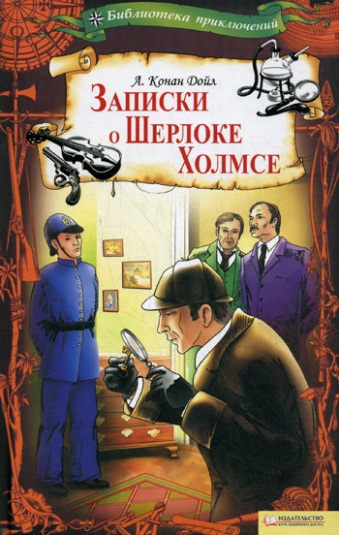 Библиотека приключений
А. Конан Дойл
Записки
о Шерлоке
Холмсе
ИЗДАТЕЛЬСТВО